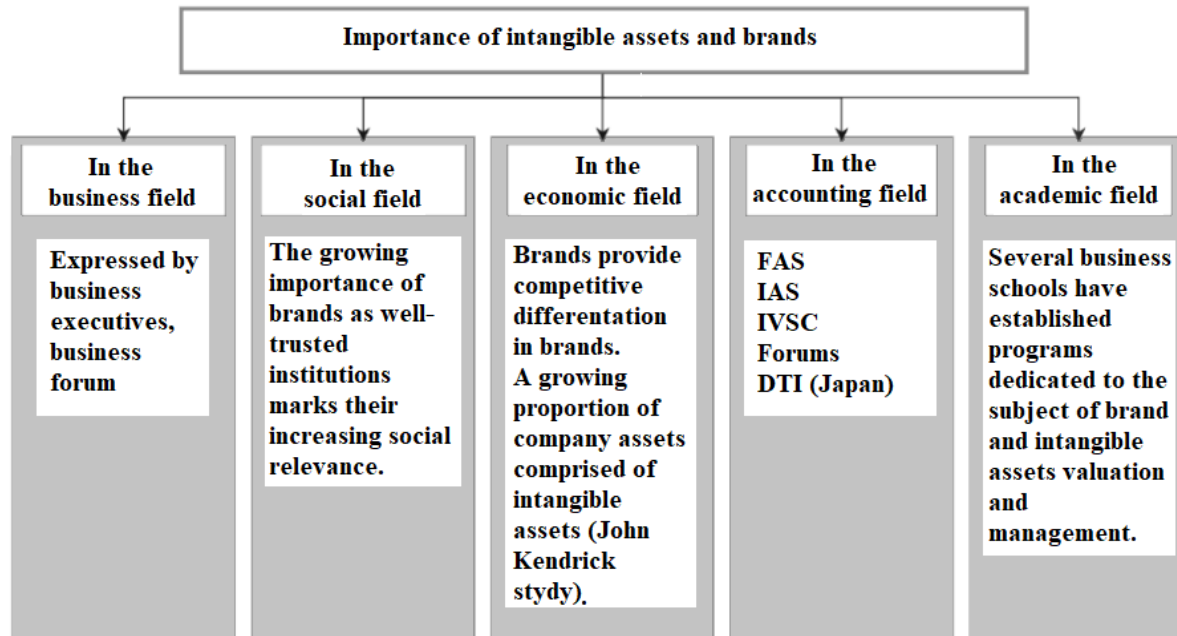 Importance of intangible assets and brands
In the
business field
Expressed by
business
executives,
business
forum
In the
social field
The growing
importance of
brands as well-
trusted
institutions
marks their
increasing social
relevance.
In the
economic field
Brands provide
competitive
differentation
in brands.
A growing
proportion of
company assets
comprised of
intangible
assets (John
Kendrick
stydy).
In the
accounting field
FAS
IAS
IVSC
Forums
DTI (Japan)
In the
academic field
Several business
schools have
established
programs
dedicated to the
subject of brand
and intangible
assets valuation
and
management.